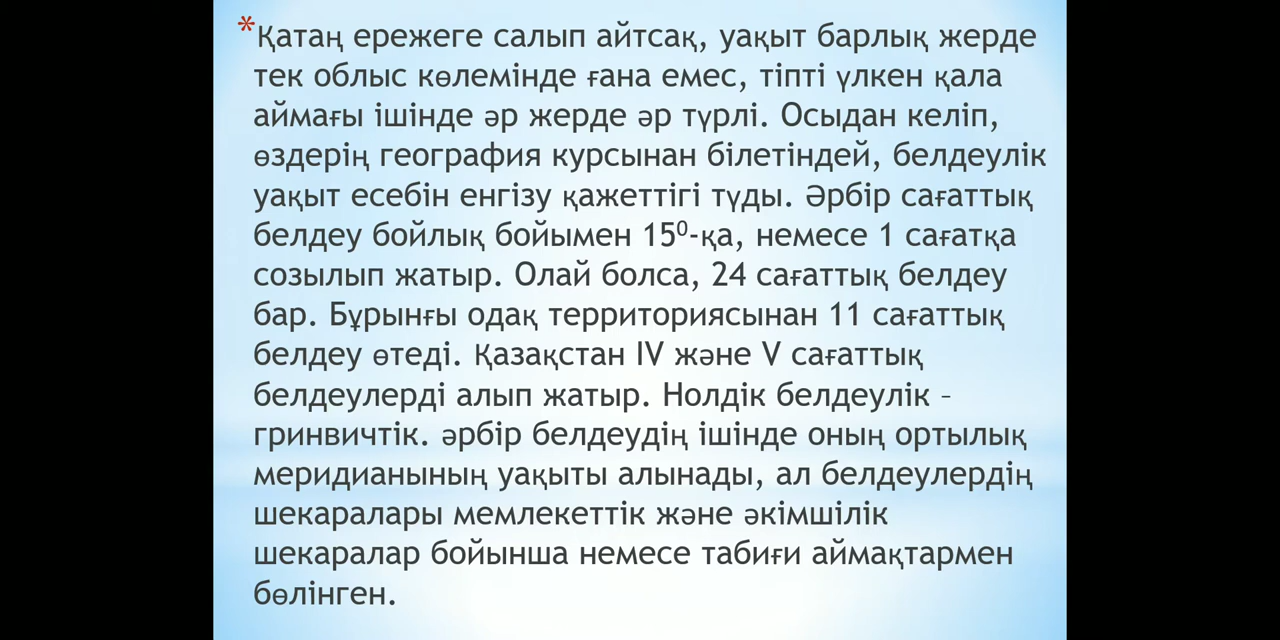 *Қатаң ережеге салып айтсақ, уақыт барлық жерде
тек облыс көлемінде ғана емес, тіпті үлкен қала
аймағы ішінде әр жерде әр түрлі. Осыдан келіп,
өздерің география курсынан білетіндей, белдеулік
уақыт есебін енгізу қажеттігі түды. Әрбір сағаттық
белдеу бойлық бойымен 15⁰-қа, немесе 1 сағатқа
созылып жатыр. Олай болса, 24 сағаттық белдеу
бар. Бұрынғы одақ территориясынан 11 сағаттық
белдеу өтеді. Қазақстан IV және V сағаттық
белдеулерді алып жатыр. Нолдік белдеулік –
гринвичтік. әрбір белдеудің ішінде оның ортылық
меридианының уақыты алынады, ал белдеулердің
шекаралары мемлекеттік және әкімшілік
шекаралар бойынша немесе табиғи аймақтармен
бөлінген.